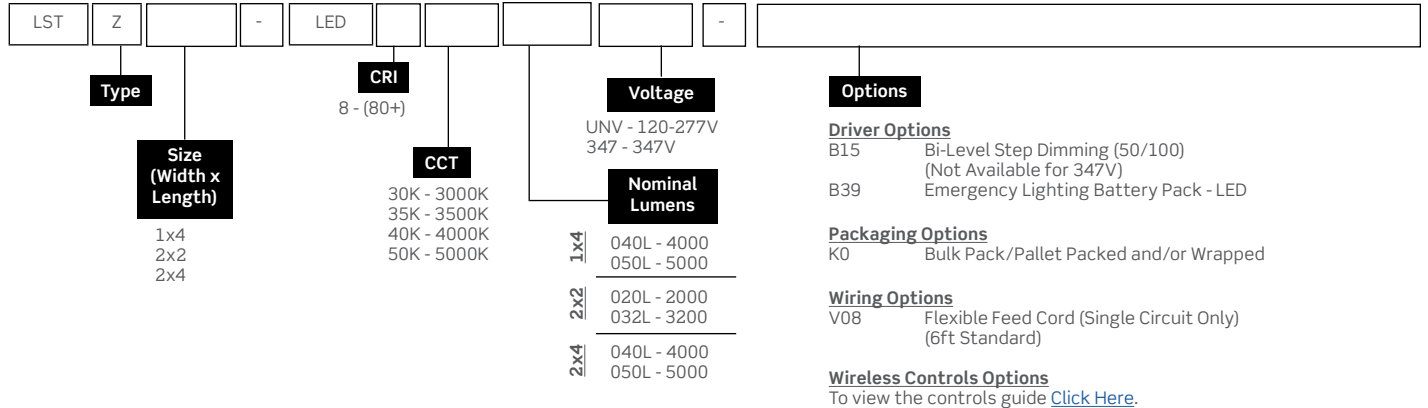 LST Z - LED -
Type
Size
(Width x
Length)
1x4
2x2
2x4
CRI
8 - (80+)
CCT
30K - 3000K
35K - 3500K
40K - 4000K
50K - 5000K
Voltage
UNV - 120-277V
347 - 347V
Nominal
Lumens
1x4
040L - 4000
050L - 5000
2x2
020L - 2000
032L - 3200
2x4
040L - 4000
050L - 5000
Options
Driver Options
B15 Bi-Level Step Dimming (50/100)
(Not Available for 347V)
B39 Emergency Lighting Battery Pack - LED
Packaging Options
K0 Bulk Pack/Pallet Packed and/or Wrapped
Wiring Options
V08 Flexible Feed Cord (Single Circuit Only)
(6ft Standard)
Wireless Controls Options
To view the controls guide Click Here.